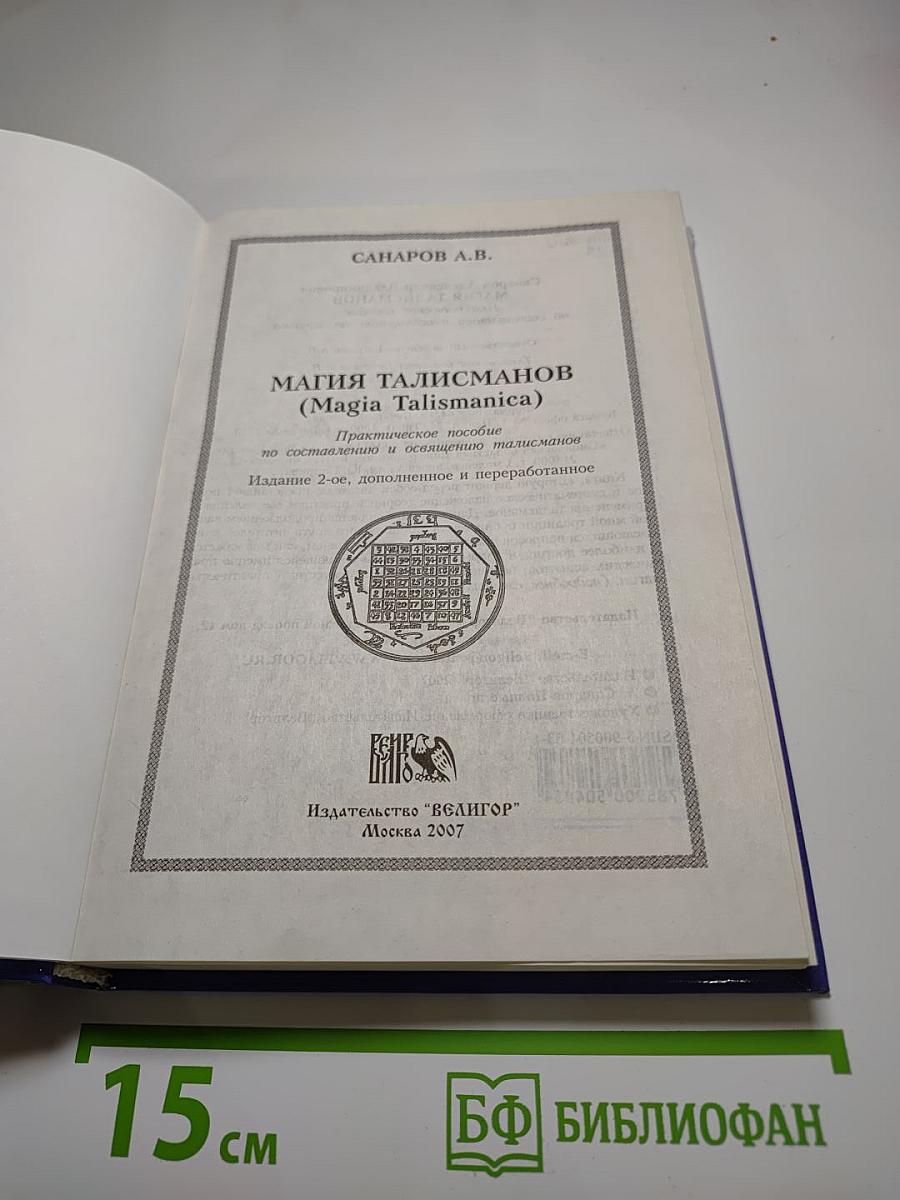 САНАРОВ А.В.
МАГИЯ ТАЛИСМАНОВ
(Magia Talismanica)
Практическое пособие
по составлению и освящению талисманов
Издание 2-ое, дополненное и переработанное
ВЕЛИГОР
Издательство "ВЕЛИГОР"
Москва 2007
15 см
БФ БИБЛИОФАН